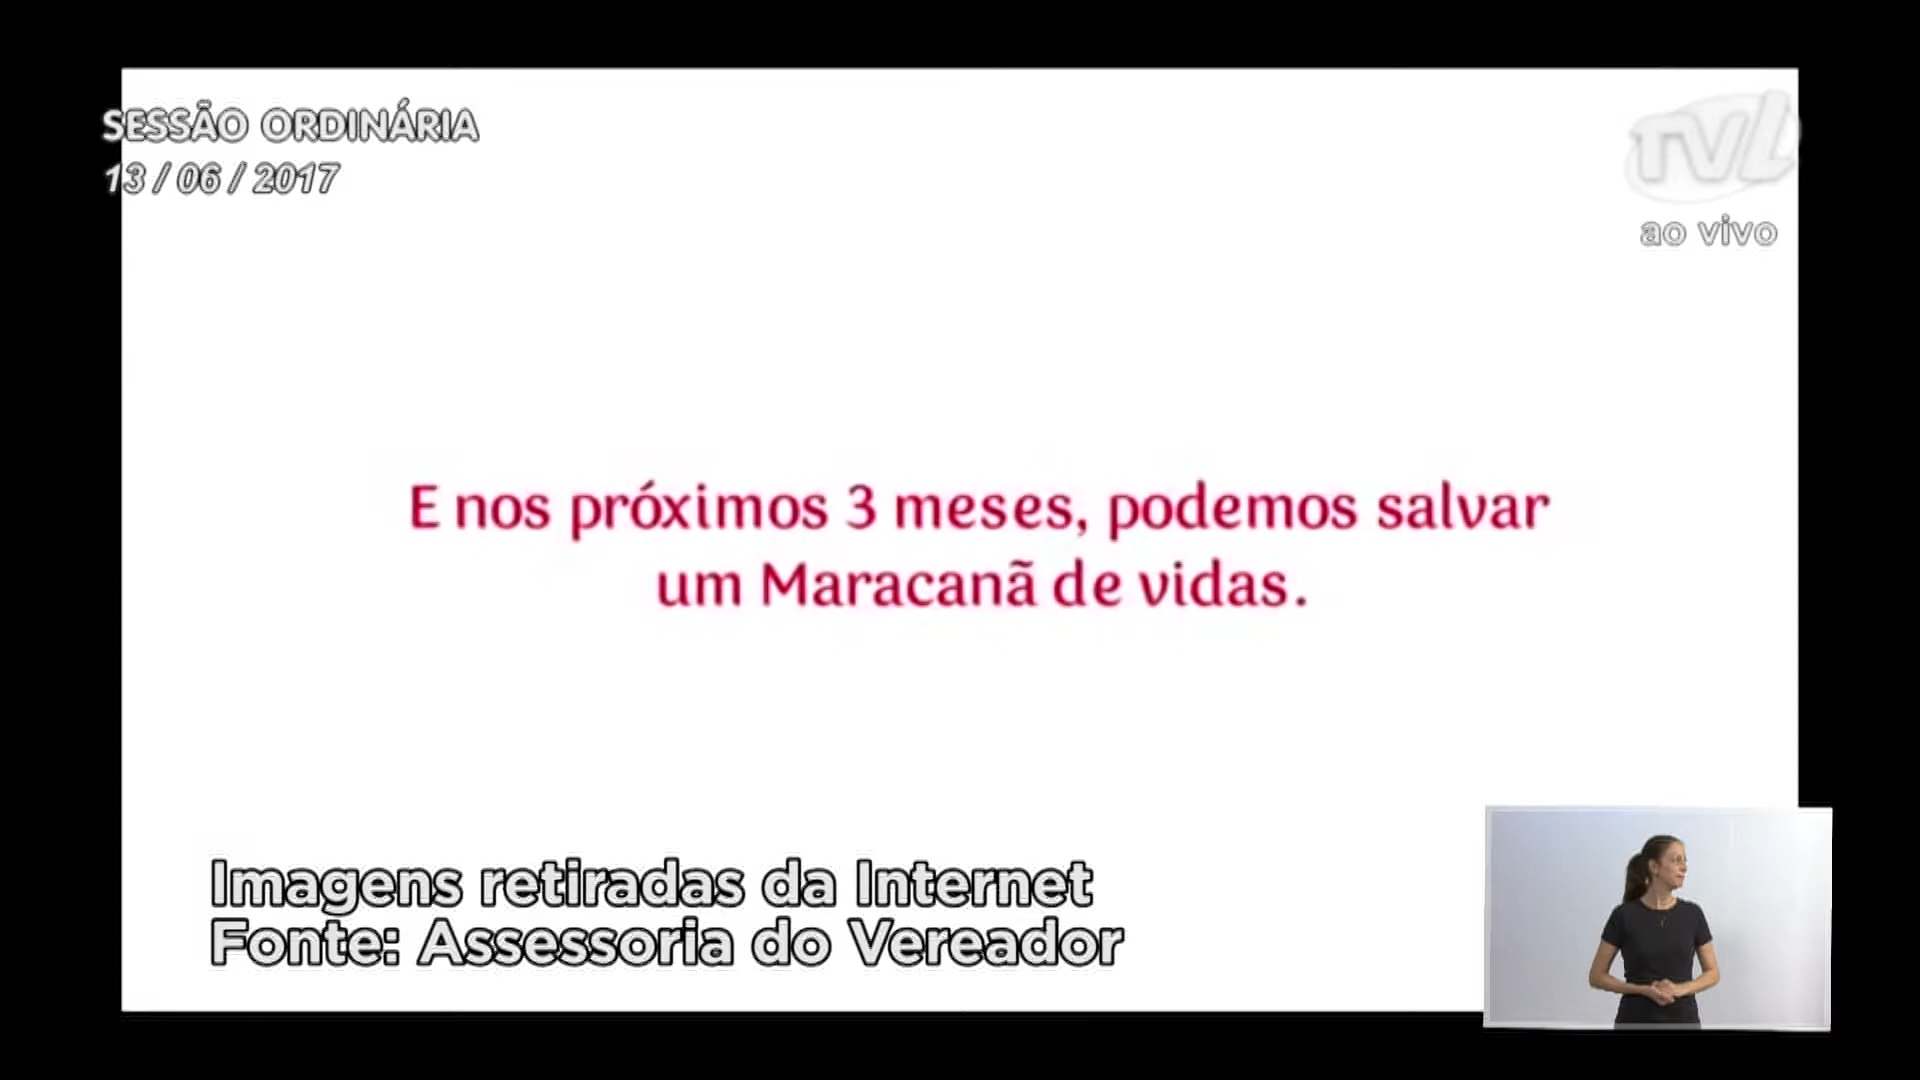 SESSÃO ORDINÁRIA
13 / 06 / 2017
TVL
ao vivo
E nos próximos 3 meses, podemos salvar
um Maracanã de vidas.
Imagens retiradas da Internet
Fonte: Assessoria do Vereador